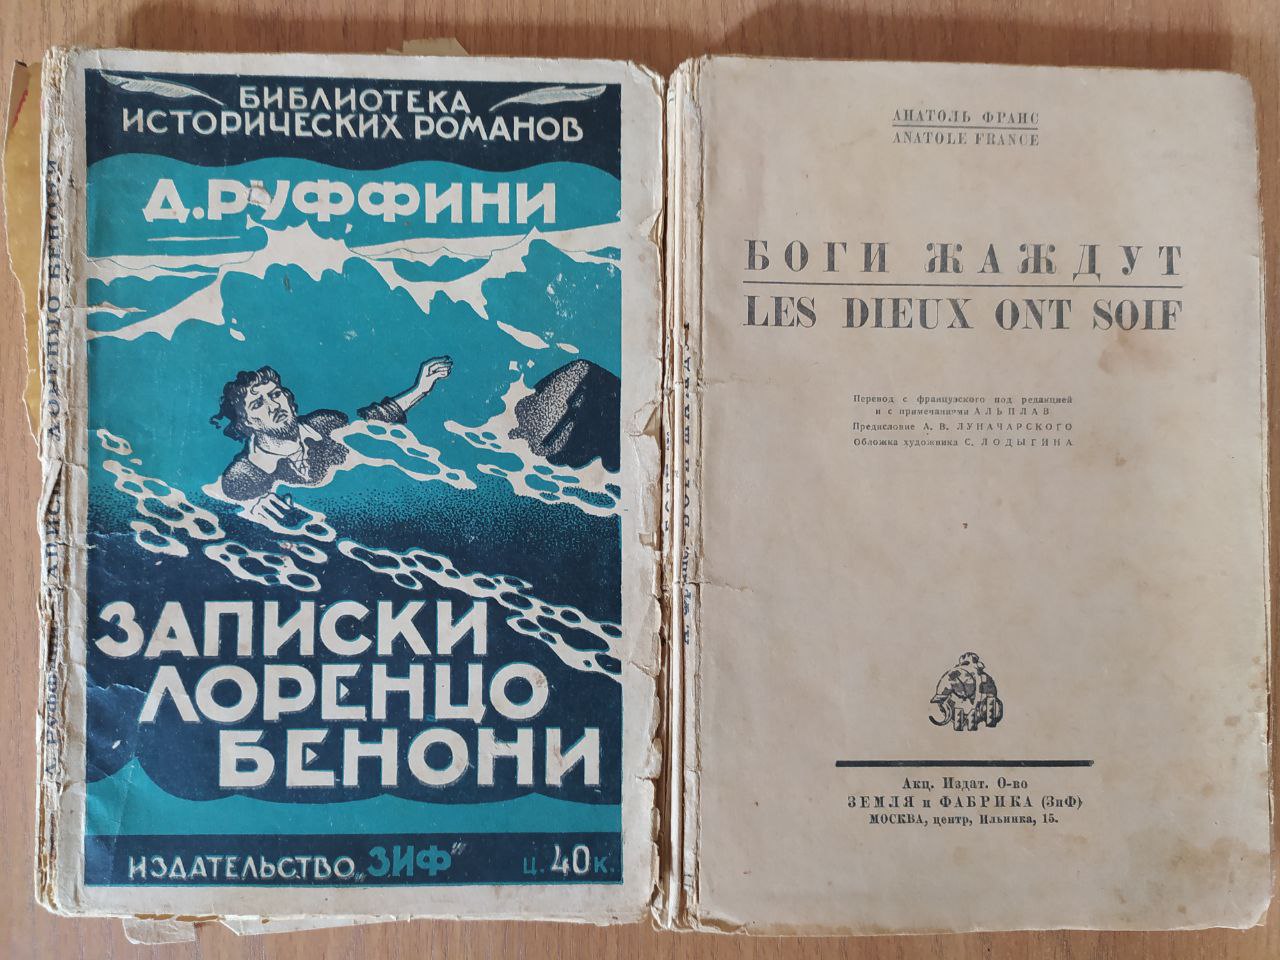 БИБЛИОТЕКА
ИСТОРИЧЕСКИХ РОМАНОВ
Д. РУФФИНИ
ЗАПИСКИ
ЛОРЕНЦО
БЕНОНИ
ИЗДАТЕЛЬСТВО „ЗИФ" Ц. 40 К.
АНАТОЛЬ ФРАНС
ANATOLE FRANCE
БОГИ ЖАЖДУТ
LES DIEUX ONT SOIF
Перевод с французского под редакцией
и с примечаниями АЛЬПЛАВ
Предисловие А. В. ЛУНАЧАРСКОГО
Обложка художника С. ЛОДЫГИНА
ЗИФ
Акц. Издат. О-во
ЗЕМЛЯ и ФАБРИКА (ЗиФ)
МОСКВА, центр, Ильинка, 15.